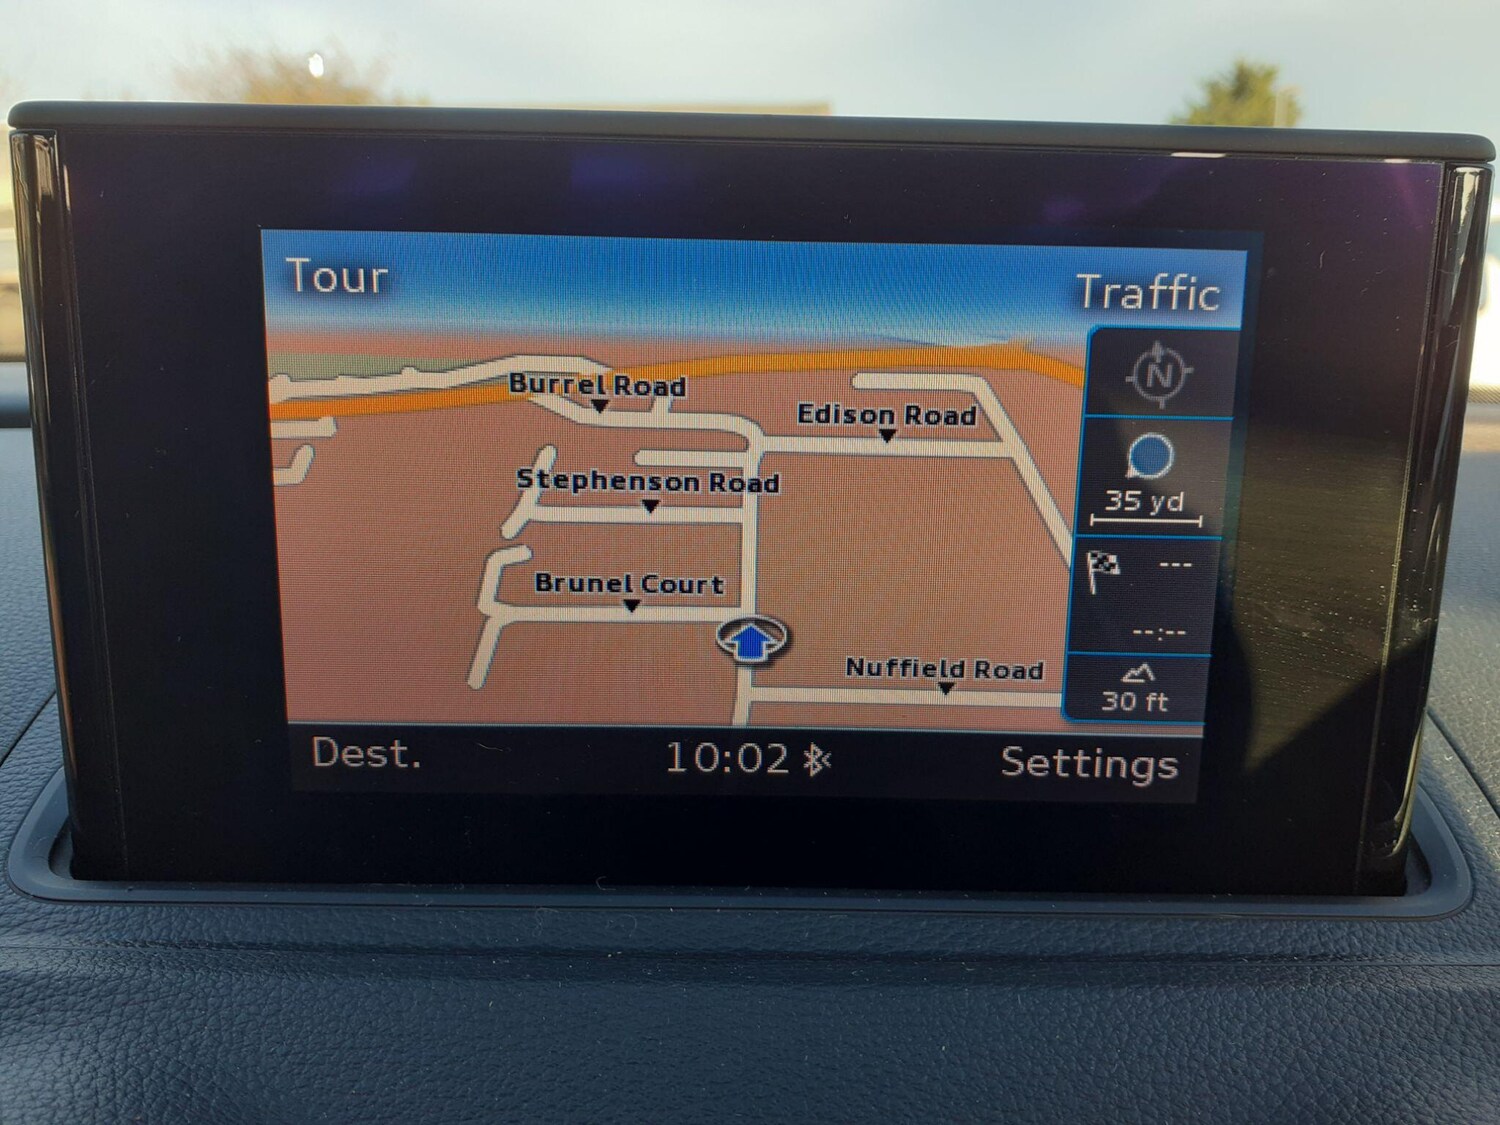 Tour
Traffic
N
Burrel Road
Edison Road
Stephenson Road
35 yd
---
Brunel Court
--:--
Nuffield Road
30 ft
Dest.
10:02
Settings